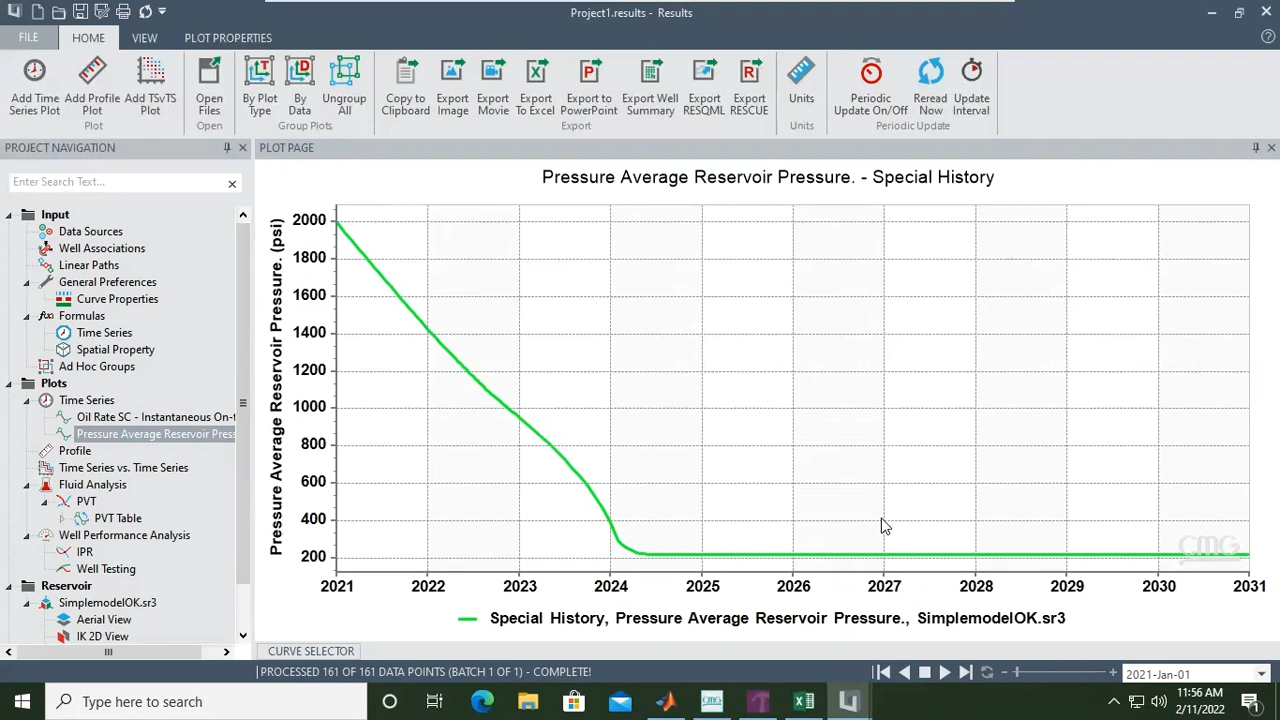 Project1.results - Results
FILE HOME VIEW PLOT PROPERTIES
Add Time Series Plot
Add Profile Plot
Add TSvTS Plot
Plot
Open Files
Open
By Plot Type
By Data
Ungroup All
Group Plots
Copy to Clipboard
Export Image
Export Movie
Export To Excel
Export to PowerPoint
Export Well Summary
Export RESQML
Export RESCUE
Export
Units
Units
Periodic Update On/Off
Reread Now
Update Interval
Periodic Update
PROJECT NAVIGATION
Enter Search Text...
Input
Data Sources
Well Associations
Linear Paths
General Preferences
Curve Properties
Formulas
Time Series
Spatial Property
Ad Hoc Groups
Plots
Time Series
Oil Rate SC - Instantaneous On-t
Pressure Average Reservoir Press
Profile
Time Series vs. Time Series
Fluid Analysis
PVT
PVT Table
Well Performance Analysis
IPR
Well Testing
Reservoir
SimplemodelOK.sr3
Aerial View
IK 2D View
PLOT PAGE
Pressure Average Reservoir Pressure. - Special History
Pressure Average Reservoir Pressure. (psi)
2000
1800
1600
1400
1200
1000
800
600
400
200
2021 2022 2023 2024 2025 2026 2027 2028 2029 2030 2031
CMG
Special History, Pressure Average Reservoir Pressure., SimplemodelOK.sr3
CURVE SELECTOR
PROCESSED 161 OF 161 DATA POINTS (BATCH 1 OF 1) - COMPLETE!
2021-Jan-01
Type here to search
11:56 AM
2/11/2022
1